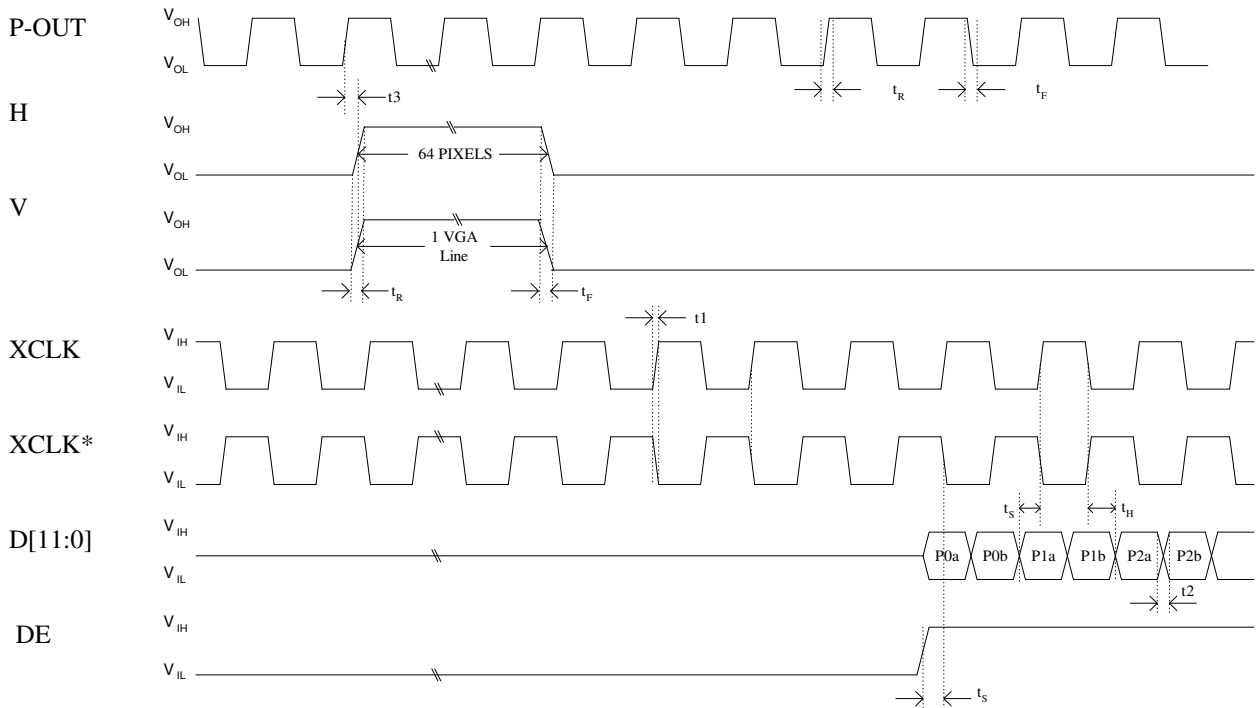 P-OUT
VOH
VOL
tR
tF
t3
H
VOH
VOL
64 PIXELS
V
VOH
VOL
1 VGA
Line
tR
tF
t1
XCLK
VIH
VIL
XCLK*
VIH
VIL
tS
tH
D[11:0]
VIH
VIL
P0a
P0b
P1a
P1b
P2a
P2b
t2
DE
VIH
VIL
tS